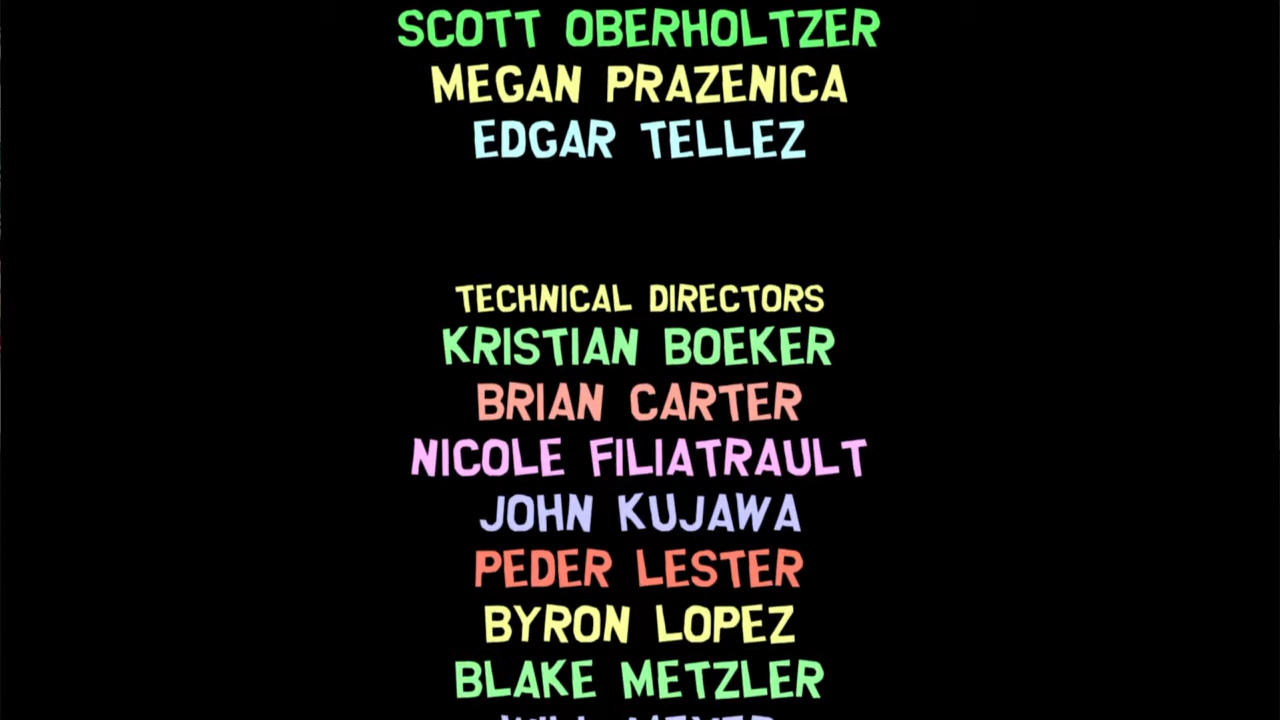 SCOTT OBERHOLTZER
MEGAN PRAZENICA
EDGAR TELLEZ
TECHNICAL DIRECTORS
KRISTIAN BOEKER
BRIAN CARTER
NICOLE FILIATRAULT
JOHN KUJAWA
PEDER LESTER
BYRON LOPEZ
BLAKE METZLER